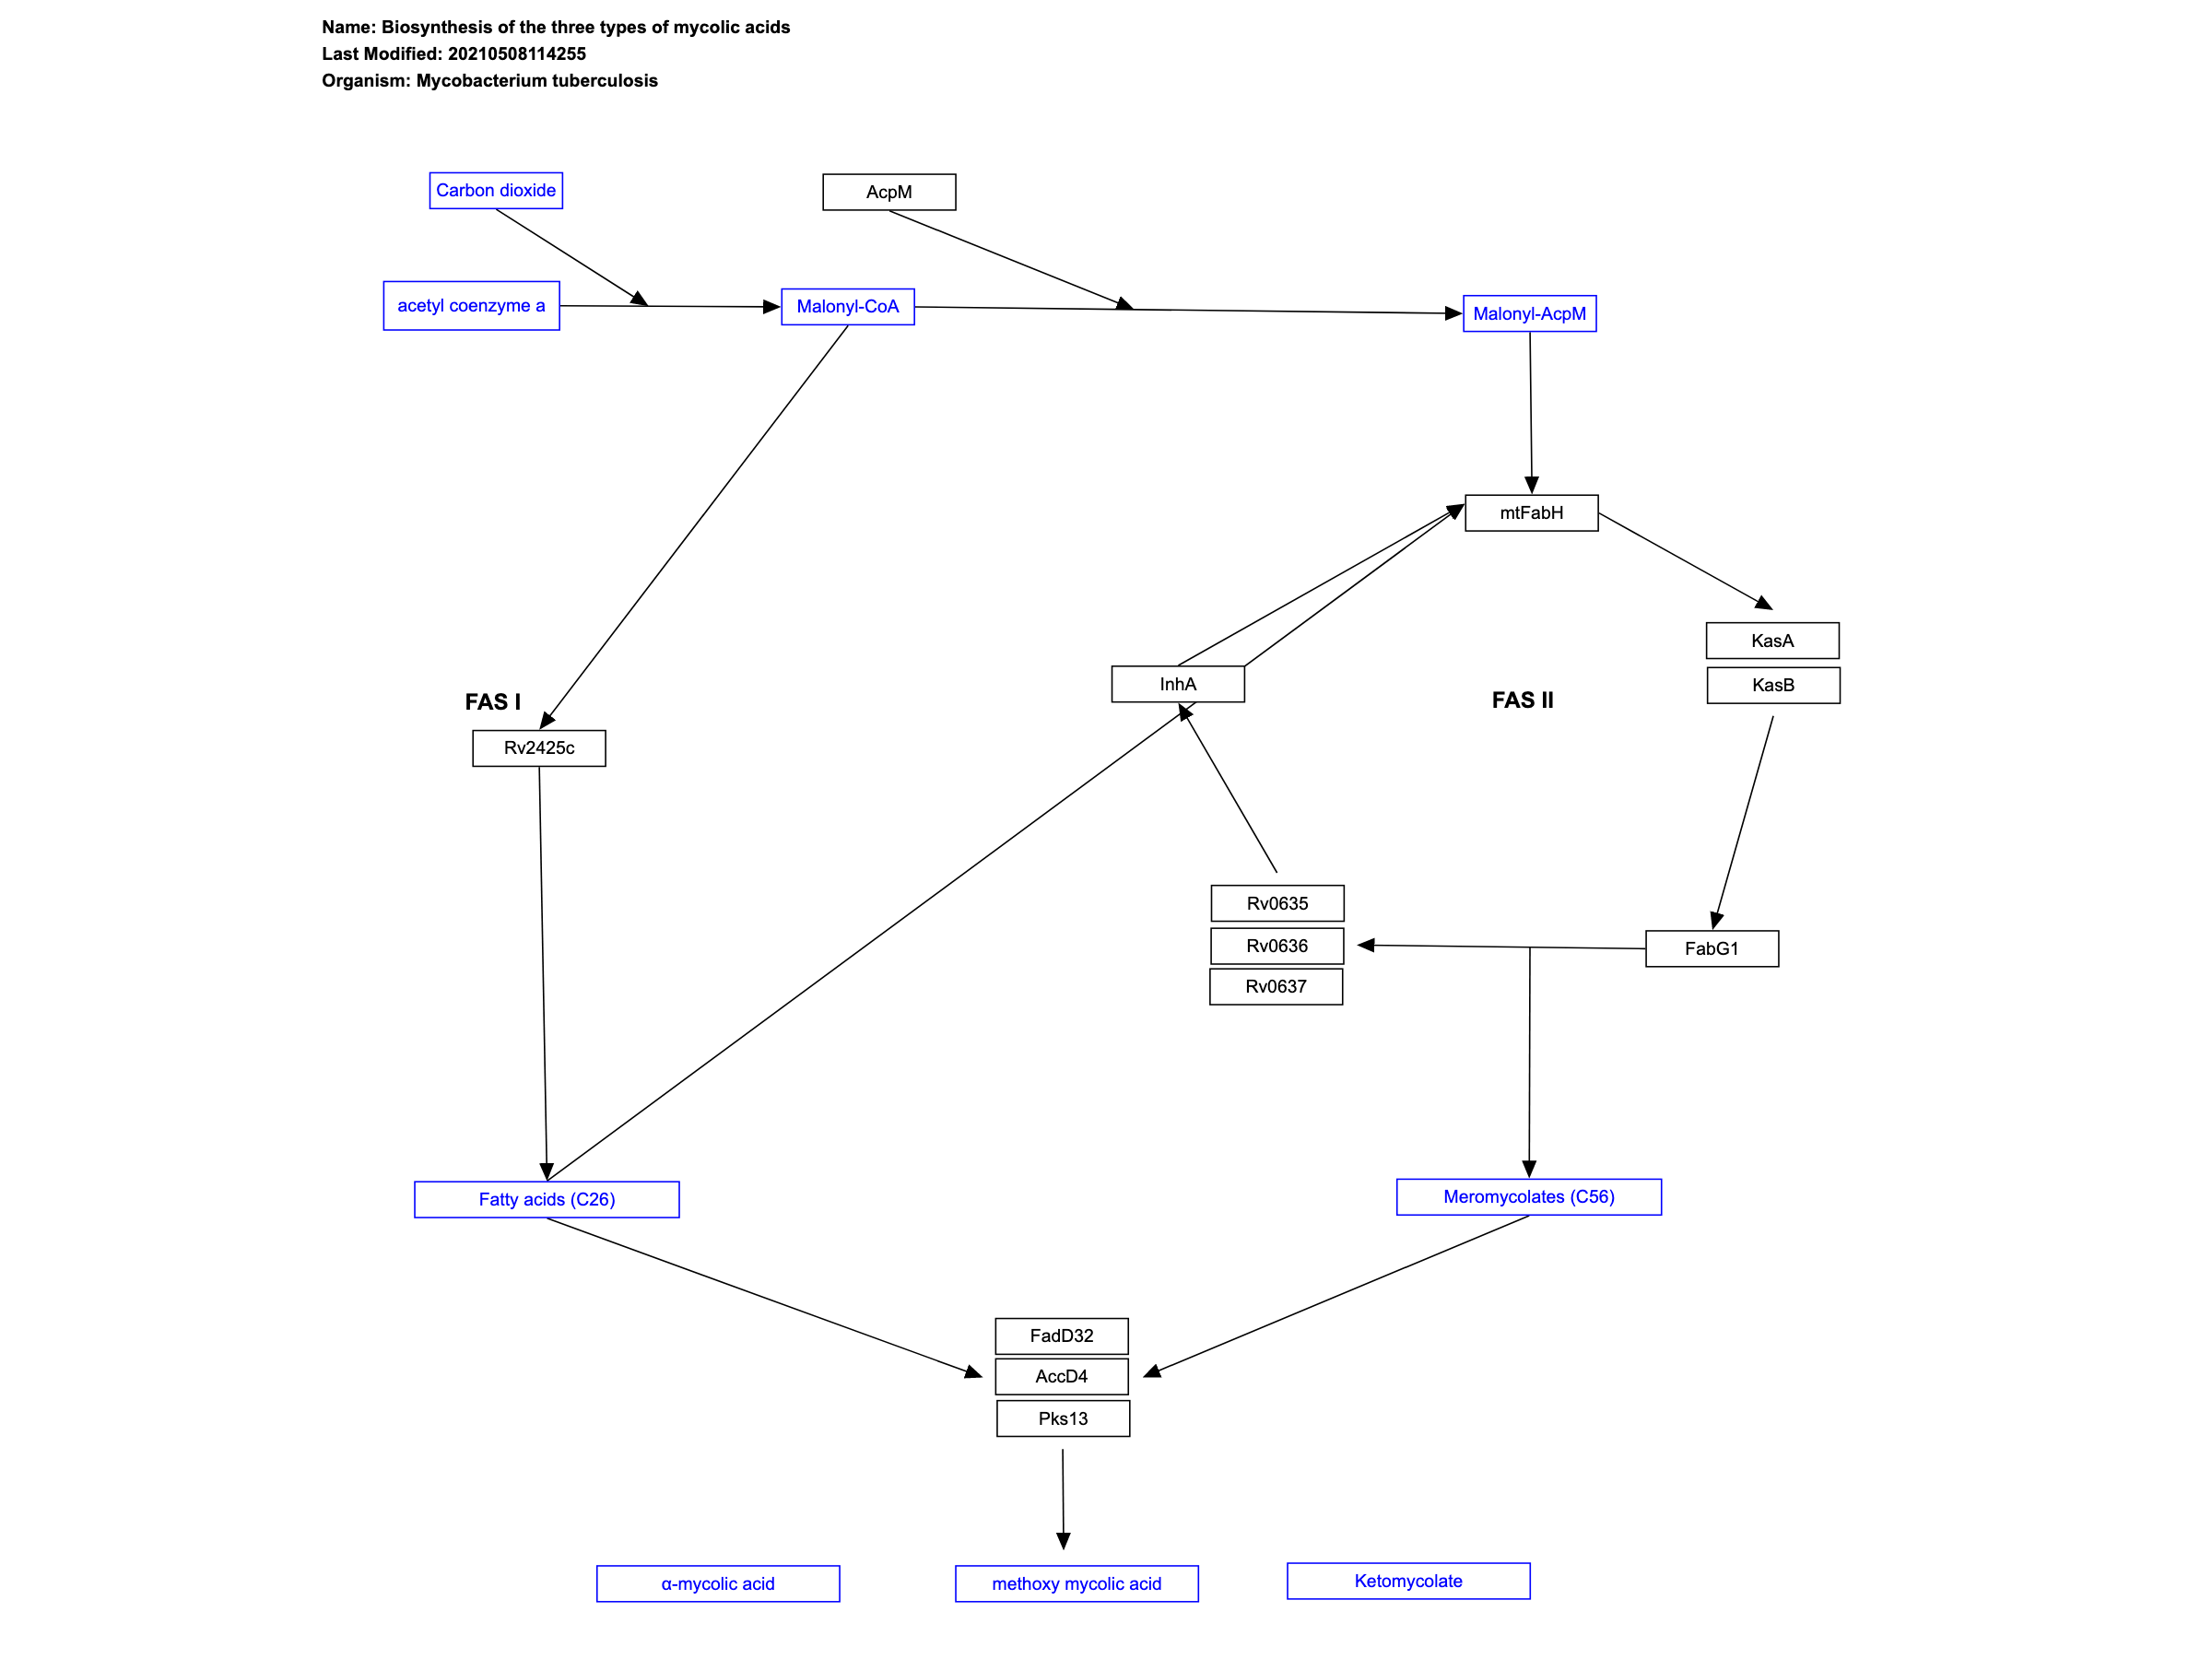 Name: Biosynthesis of the three types of mycolic acids
Last Modified: 20210508114255
Organism: Mycobacterium tuberculosis
Carbon dioxide
AcpM
acetyl coenzyme a
Malonyl-CoA
Malonyl-AcpM
mtFabH
KasA
InhA
KasB
FAS I
FAS II
Rv2425c
Rv0635
Rv0636
FabG1
Rv0637
Fatty acids (C26)
Meromycolates (C56)
FadD32
AccD4
Pks13
α-mycolic acid
methoxy mycolic acid
Ketomycolate